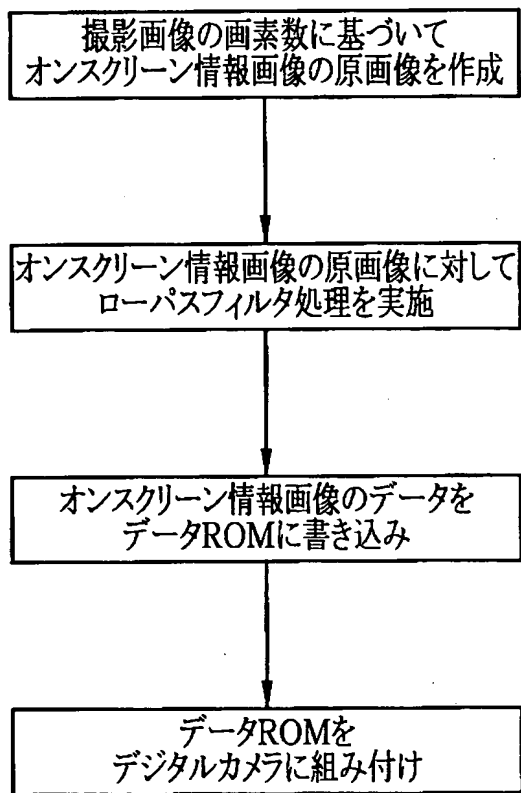 撮影画像の画素数に基づいて
オンスクリーン情報画像の原画像を作成
オンスクリーン情報画像の原画像に対して
ローパスフィルタ処理を実施
オンスクリーン情報画像のデータを
データROMに書き込み
データROMを
デジタルカメラに組み付け